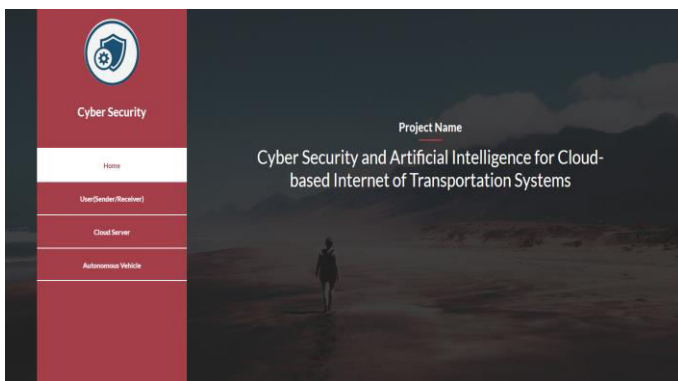 Cyber Security
Home
User(Sender/Receiver)
Cloud Server
Autonomous Vehicle
Project Name
Cyber Security and Artificial Intelligence for Cloud-
based Internet of Transportation Systems